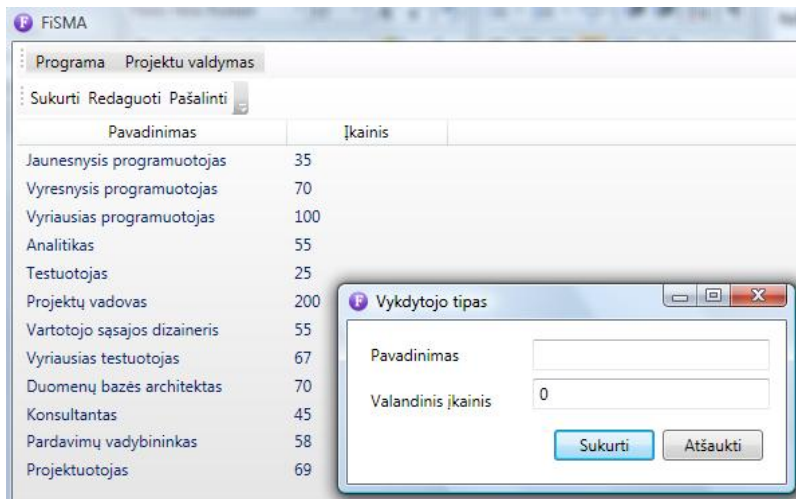 FiSMA
Programa Projektu valdymas
Sukurti Redaguoti Pašalinti
Pavadinimas Įkainis
Jaunesnysis programuotojas 35
Vyresnysis programuotojas 70
Vyriausias programuotojas 100
Analitikas 55
Testuotojas 25
Projektų vadovas 200
Vartotojo sąsajos dizaineris 55
Vyriausias testuotojas 67
Duomenų bazės architektas 70
Konsultantas 45
Pardavimų vadybininkas 58
Projektuotojas 69
Vykdytojo tipas
Pavadinimas
Valandinis įkainis 0
Sukurti Atšaukti